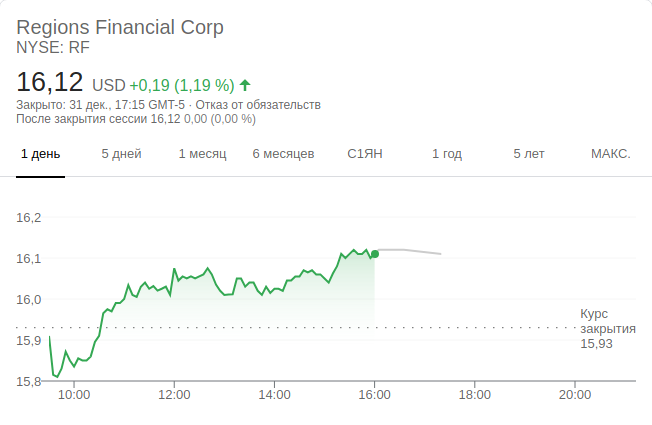 Regions Financial Corp
NYSE: RF
16,12 USD +0,19 (1,19 %)
Закрыто: 31 дек., 17:15 GMT-5 · Отказ от обязательств
После закрытия сессии 16,12 0,00 (0,00 %)
1 день 5 дней 1 месяц 6 месяцев С1ЯН 1 год 5 лет МАКС.
16,2
16,1
16,0
Курс
закрытия
15,93
15,9
15,8
10:00 12:00 14:00 16:00 18:00 20:00